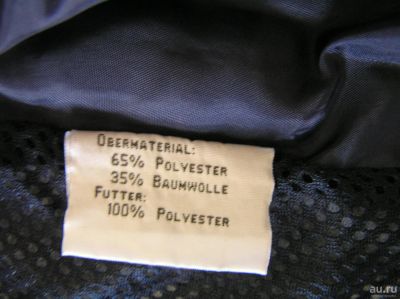 OBERMATERIAL:
65% POLYESTER
35% BAUMWOLLE
FUTTER:
100% POLYESTER
au.ru